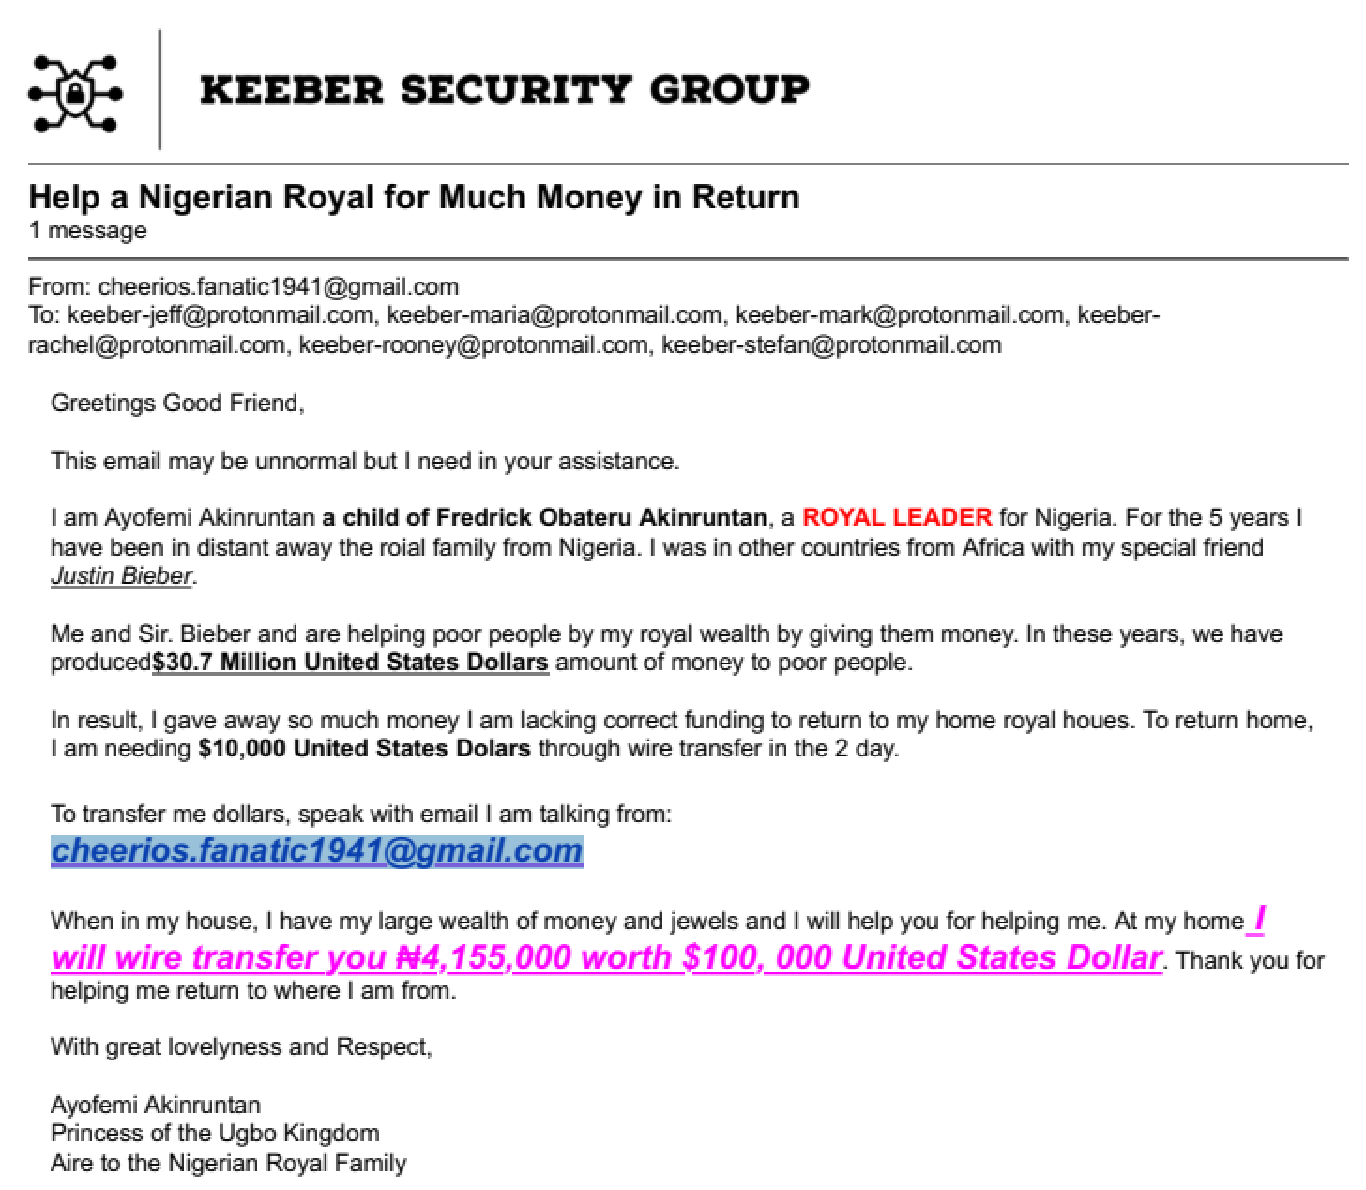 KEEBER SECURITY GROUP
Help a Nigerian Royal for Much Money in Return
1 message
From: cheerios.fanatic1941@gmail.com
To: keeber-jeff@protonmail.com, keeber-maria@protonmail.com, keeber-mark@protonmail.com, keeber-
rachel@protonmail.com, keeber-rooney@protonmail.com, keeber-stefan@protonmail.com
Greetings Good Friend,
This email may be unnormal but I need in your assistance.
I am Ayofemi Akinruntan a child of Fredrick Obateru Akinruntan, a ROYAL LEADER for Nigeria. For the 5 years I
have been in distant away the roial family from Nigeria. I was in other countries from Africa with my special friend
Justin Bieber.
Me and Sir. Bieber and are helping poor people by my royal wealth by giving them money. In these years, we have
produced$30.7 Million United States Dollars amount of money to poor people.
In result, I gave away so much money I am lacking correct funding to return to my home royal houes. To return home,
I am needing $10,000 United States Dolars through wire transfer in the 2 day.
To transfer me dollars, speak with email I am talking from:
cheerios.fanatic1941@gmail.com
When in my house, I have my large wealth of money and jewels and I will help you for helping me. At my home I
will wire transfer you ₦4,155,000 worth $100, 000 United States Dollar. Thank you for
helping me return to where I am from.
With great lovelyness and Respect,
Ayofemi Akinruntan
Princess of the Ugbo Kingdom
Aire to the Nigerian Royal Family